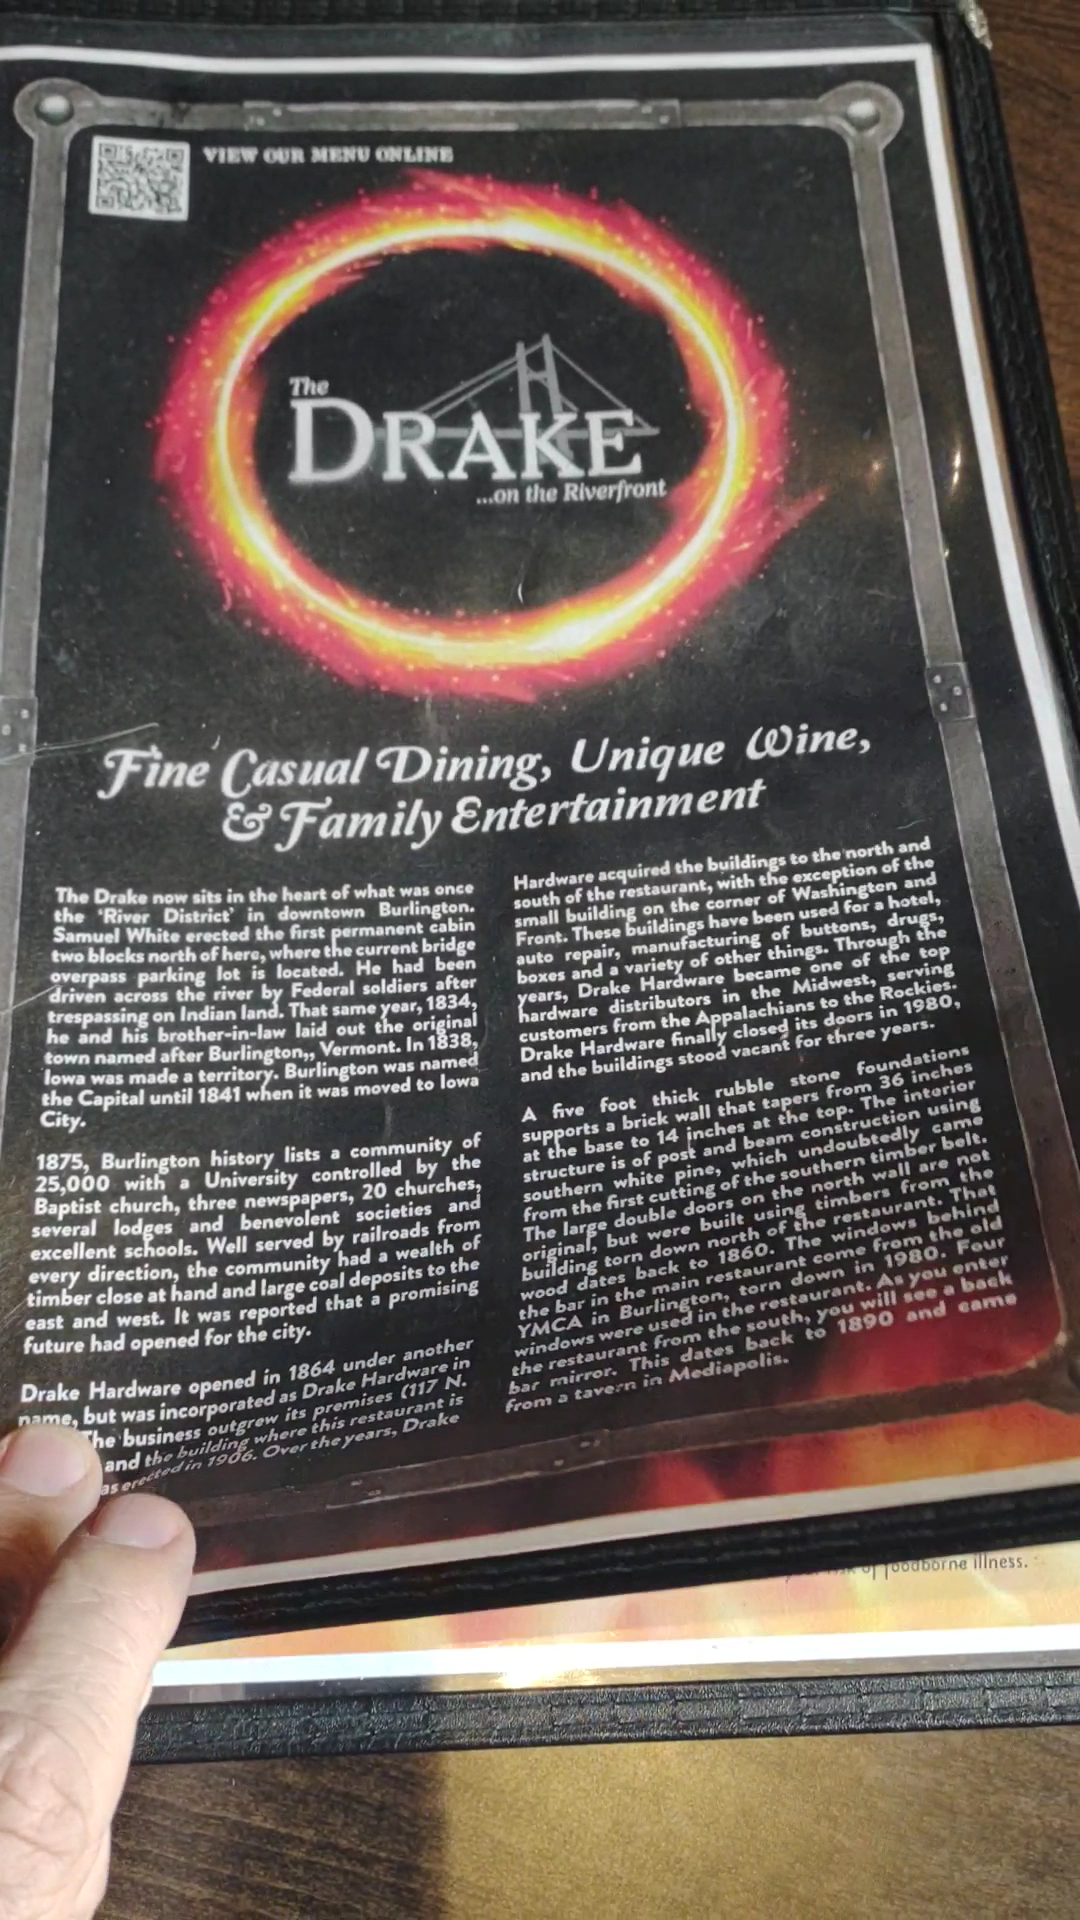 VIEW OUR MENU ONLINE
The
DRAKE
...on the Riverfront
Fine Casual Dining, Unique Wine,
& Family Entertainment
The Drake now sits in the heart of what was once
the 'River District' in downtown Burlington.
Samuel White erected the first permanent cabin
two blocks north of here, where the current bridge
overpass parking lot is located. He had been
driven across the river by Federal soldiers after
trespassing on Indian land. That same year, 1834,
he and his brother-in-law laid out the original
town named after Burlington,, Vermont. In 1838,
Iowa was made a territory. Burlington was named
the Capital until 1841 when it was moved to Iowa
City.
1875, Burlington history lists a community of
25,000 with a University controlled by the
Baptist church, three newspapers, 20 churches,
several lodges and benevolent societies and
excellent schools. Well served by railroads from
every direction, the community had a wealth of
timber close at hand and large coal deposits to the
east and west. It was reported that a promising
future had opened for the city.
Drake Hardware opened in 1864 under another
name, but was incorporated as Drake Hardware in
The business outgrew its premises (117 N.
and the building where this restaurant is
as erected in 1906. Over the years, Drake
Hardware acquired the buildings to the north and
south of the restaurant, with the exception of the
small building on the corner of Washington and
Front. These buildings have been used for a hotel,
auto repair, manufacturing of buttons, drugs,
boxes and a variety of other things. Through the
years, Drake Hardware became one of the top
hardware distributors in the Midwest, serving
customers from the Appalachians to the Rockies.
Drake Hardware finally closed its doors in 1980,
and the buildings stood vacant for three years.
A five foot thick rubble stone foundations
supports a brick wall that tapers from 36 inches
at the base to 14 inches at the top. The interior
structure is of post and beam construction using
southern white pine, which undoubtedly came
from the first cutting of the southern timber belt.
The large double doors on the north wall are not
original, but were built using timbers from the
building torn down north of the restaurant. That
wood dates back to 1860. The windows behind
the bar in the main restaurant come from the old
YMCA in Burlington, torn down in 1980. Four
windows were used in the restaurant. As you enter
the restaurant from the south, you will see a back
bar mirror. This dates back to 1890 and came
from a tavern in Mediapolis.
of foodborne illness.